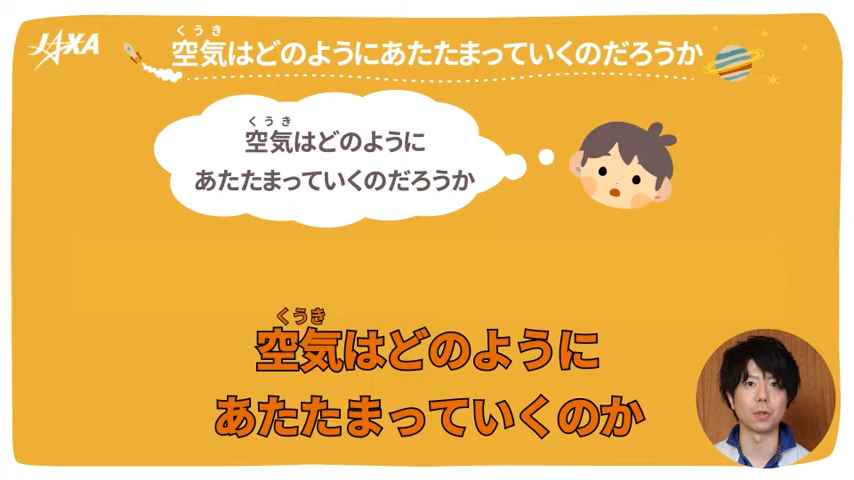 JAXA
くうき
空気はどのようにあたたまっていくのだろうか
くうき
空気はどのように
あたたまっていくのだろうか
くうき
空気はどのように
あたたまっていくのか